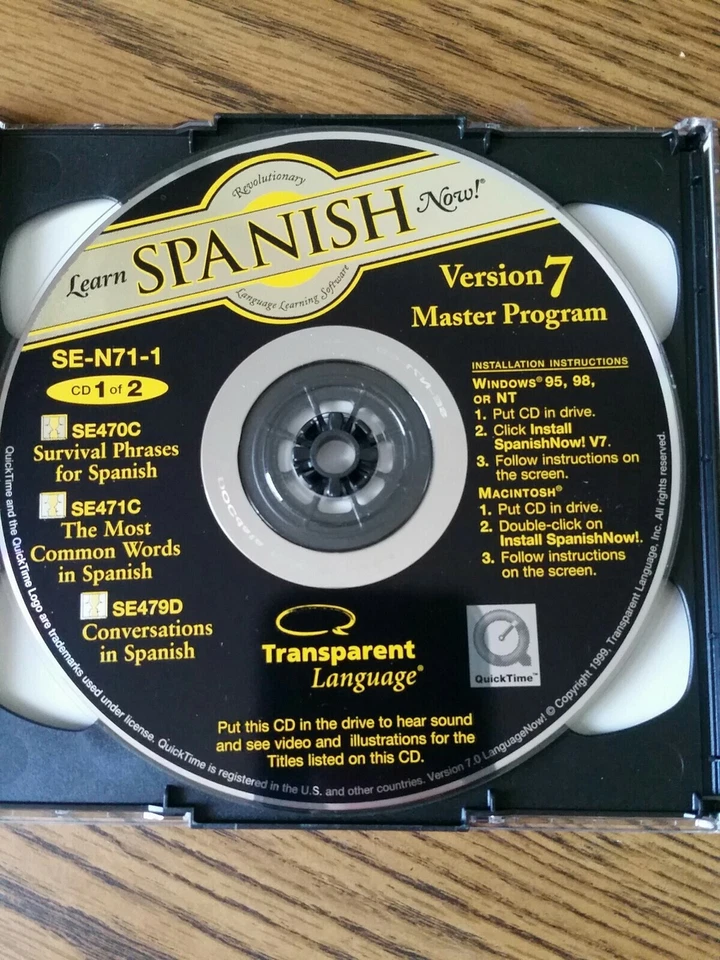 Revolutionary
Learn SPANISH Now!®
Language Learning Software
Version 7
Master Program
SE-N71-1
CD 1 of 2
SE470C
Survival Phrases
for Spanish
SE471C
The Most
Common Words
in Spanish
SE479D
Conversations
in Spanish
INSTALLATION INSTRUCTIONS
WINDOWS® 95, 98,
OR NT
1. Put CD in drive.
2. Click Install
SpanishNow! V7.
3. Follow instructions on
the screen.
MACINTOSH®
1. Put CD in drive.
2. Double-click on
Install SpanishNow!.
3. Follow instructions
on the screen.
Transparent
Language®
QuickTime™
Put this CD in the drive to hear sound
and see video and illustrations for the
Titles listed on this CD.
QuickTime and the QuickTime Logo are trademarks used under license. QuickTime is registered in the U.S. and other countries. Version 7.0 LanguageNow! © Copyright 1999, Transparent Language, Inc. All rights reserved.